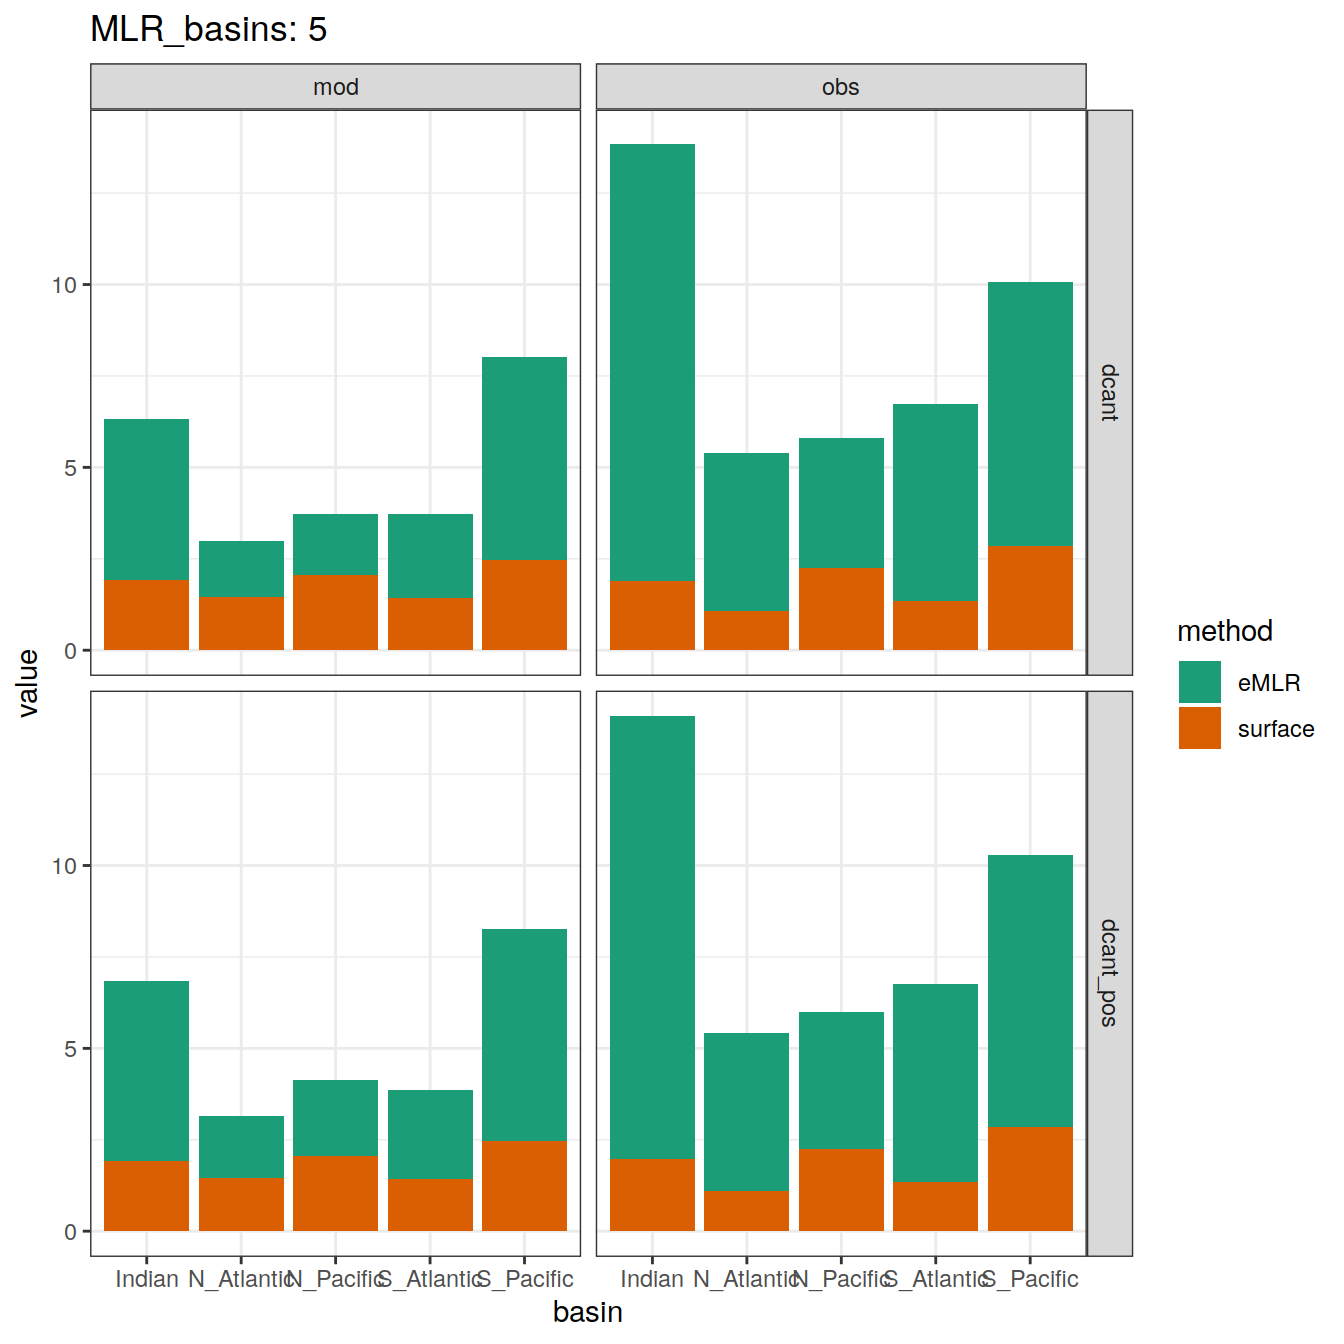 MLR_basins: 5
mod
obs
10
5
0
dcant
10
5
0
dcant_pos
value
Indian N_Atlantic N_Pacific S_Atlantic S_Pacific
Indian N_Atlantic N_Pacific S_Atlantic S_Pacific
basin
method
eMLR
surface